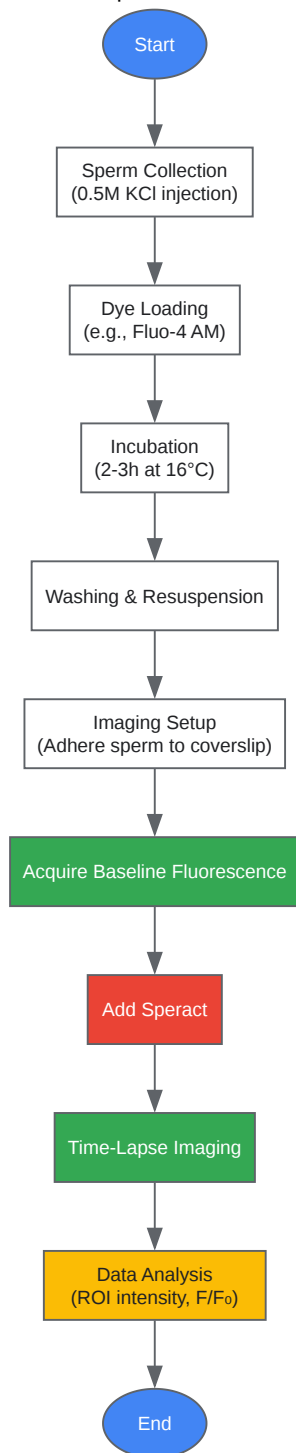 Start
Sperm Collection
(0.5M KCl injection)
Dye Loading
(e.g., Fluo-4 AM)
Incubation
(2-3h at 16°C)
Washing & Resuspension
Imaging Setup
(Adhere sperm to coverslip)
Acquire Baseline Fluorescence
Add Speract
Time-Lapse Imaging
Data Analysis
(ROI intensity, F/F₀)
End